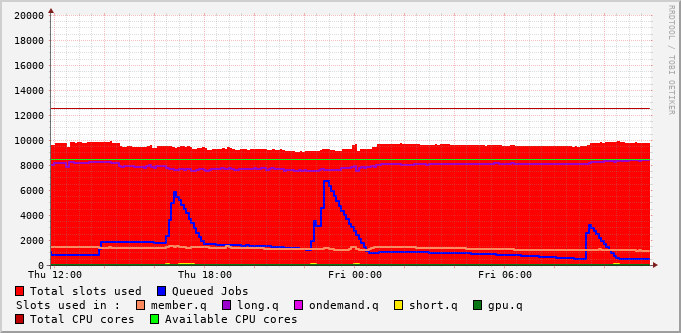 RRDTOOL / TOBI OETIKER
20000
18000
16000
14000
12000
10000
8000
6000
4000
2000
0
Thu 12:00 Thu 18:00 Fri 00:00 Fri 06:00
Total slots used Queued Jobs
Slots used in : member.q long.q ondemand.q short.q gpu.q
Total CPU cores Available CPU cores